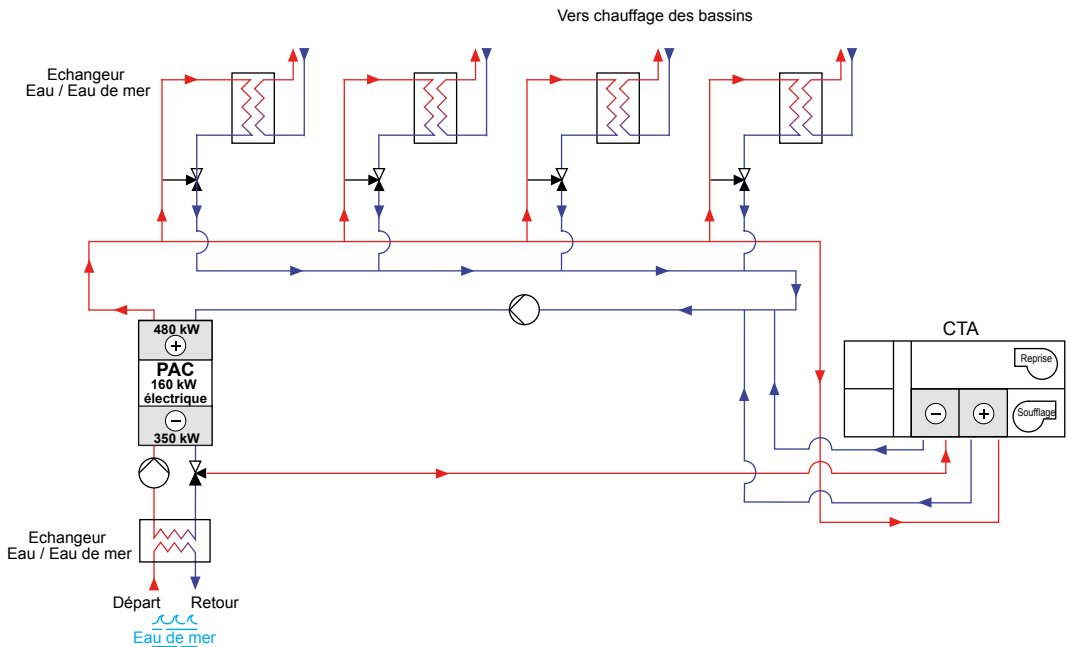 Vers chauffage des bassins
Echangeur
Eau / Eau de mer
480 kW
+
PAC
160 kW
électrique
−
350 kW
CTA
Reprise
−
+
Soufflage
Echangeur
Eau / Eau de mer
Départ
Retour
Eau de mer